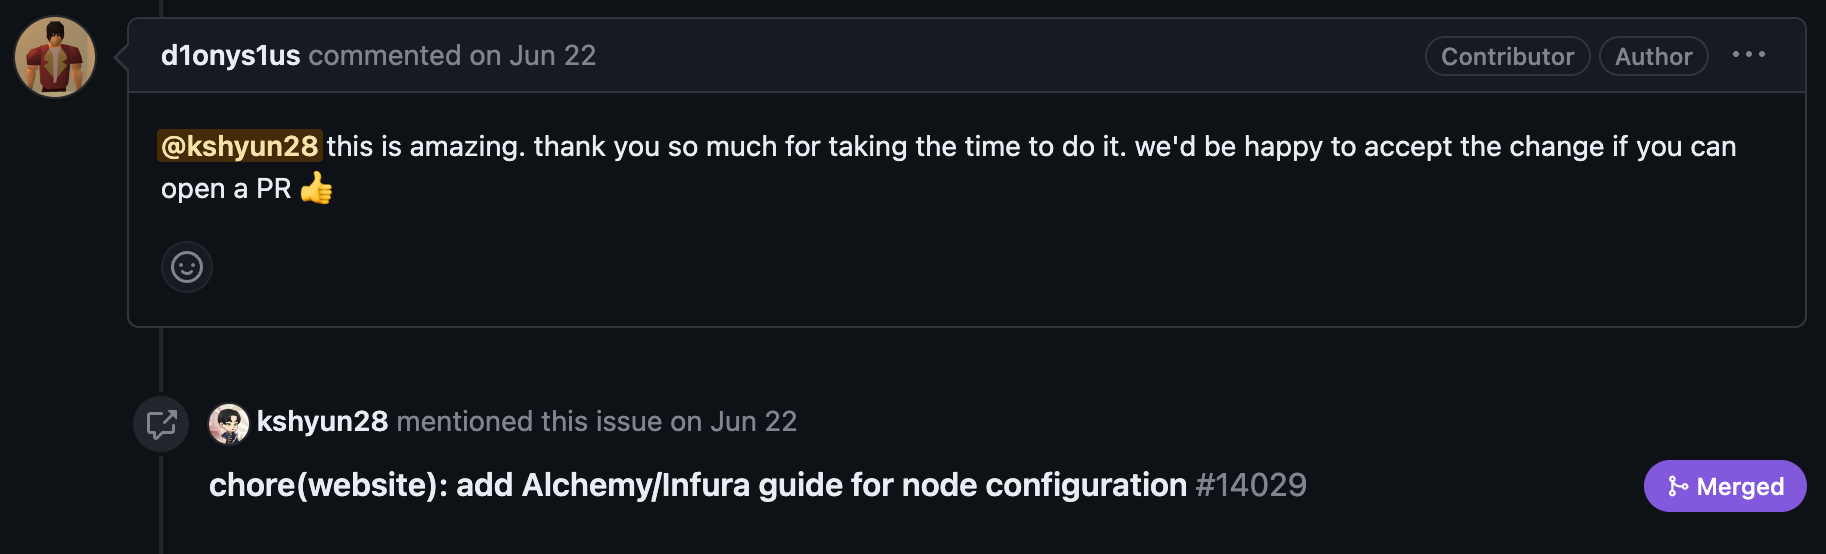 d1onys1us commented on Jun 22 Contributor Author
@kshyun28 this is amazing. thank you so much for taking the time to do it. we'd be happy to accept the change if you can
open a PR 👍
kshyun28 mentioned this issue on Jun 22
chore(website): add Alchemy/Infura guide for node configuration #14029 Merged